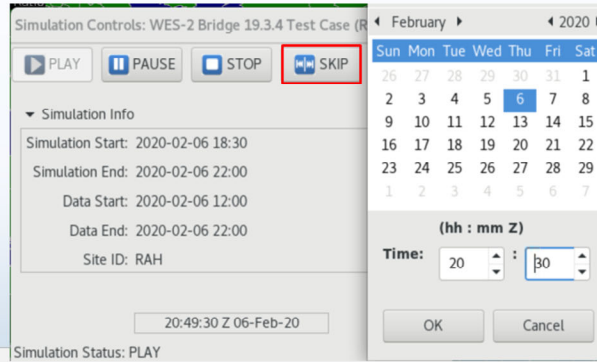 Simulation Controls: WES-2 Bridge 19.3.4 Test Case (R
PLAY PAUSE STOP SKIP
Simulation Info
Simulation Start: 2020-02-06 18:30
Simulation End: 2020-02-06 22:00
Data Start: 2020-02-06 12:00
Data End: 2020-02-06 22:00
Site ID: RAH
20:49:30 Z 06-Feb-20
Simulation Status: PLAY
February 2020
Sun Mon Tue Wed Thu Fri Sat
26 27 28 29 30 31 1
2 3 4 5 6 7 8
9 10 11 12 13 14 15
16 17 18 19 20 21 22
23 24 25 26 27 28 29
1 2 3 4 5 6 7
(hh : mm Z)
Time: 20 : 30
OK Cancel